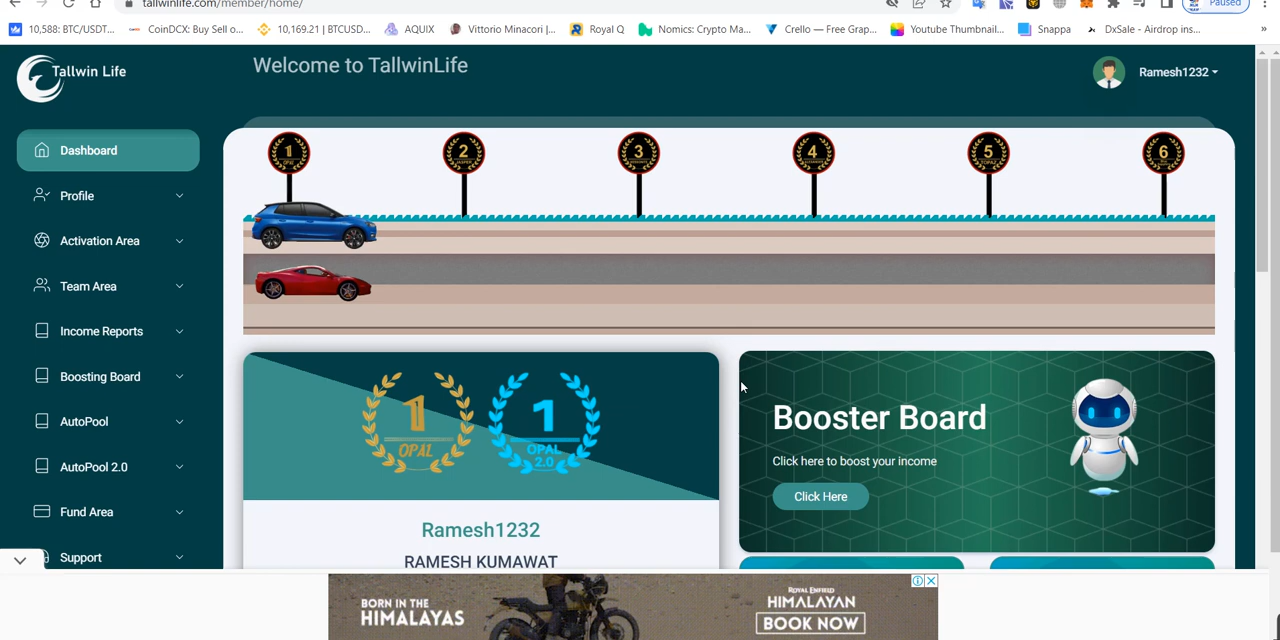 tallwinlife.com/member/home/
Paused
10,588: BTC/USDT...
CoinDCX: Buy Sell o...
10,169.21 | BTCUSD...
AQUIX
Vittorio Minacori |...
Royal Q
Nomics: Crypto Ma...
Crello — Free Grap...
Youtube Thumbnail...
Snappa
DxSale - Airdrop ins...
»
Tallwin Life
Welcome to TallwinLife
Ramesh1232
Dashboard
Profile
Activation Area
Team Area
Income Reports
Boosting Board
AutoPool
AutoPool 2.0
Fund Area
Support
1
OPAL
2
JASPER
3
4
5
TOPAZ
6
1
OPAL
1
OPAL
2.0
Ramesh1232
RAMESH KUMAWAT
Booster Board
Click here to boost your income
Click Here
BORN IN THE
HIMALAYAS
ROYAL ENFIELD
HIMALAYAN
BOOK NOW